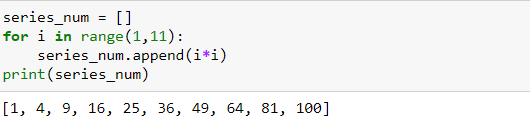 series_num = []
for i in range(1,11):
    series_num.append(i*i)
print(series_num)
[1, 4, 9, 16, 25, 36, 49, 64, 81, 100]